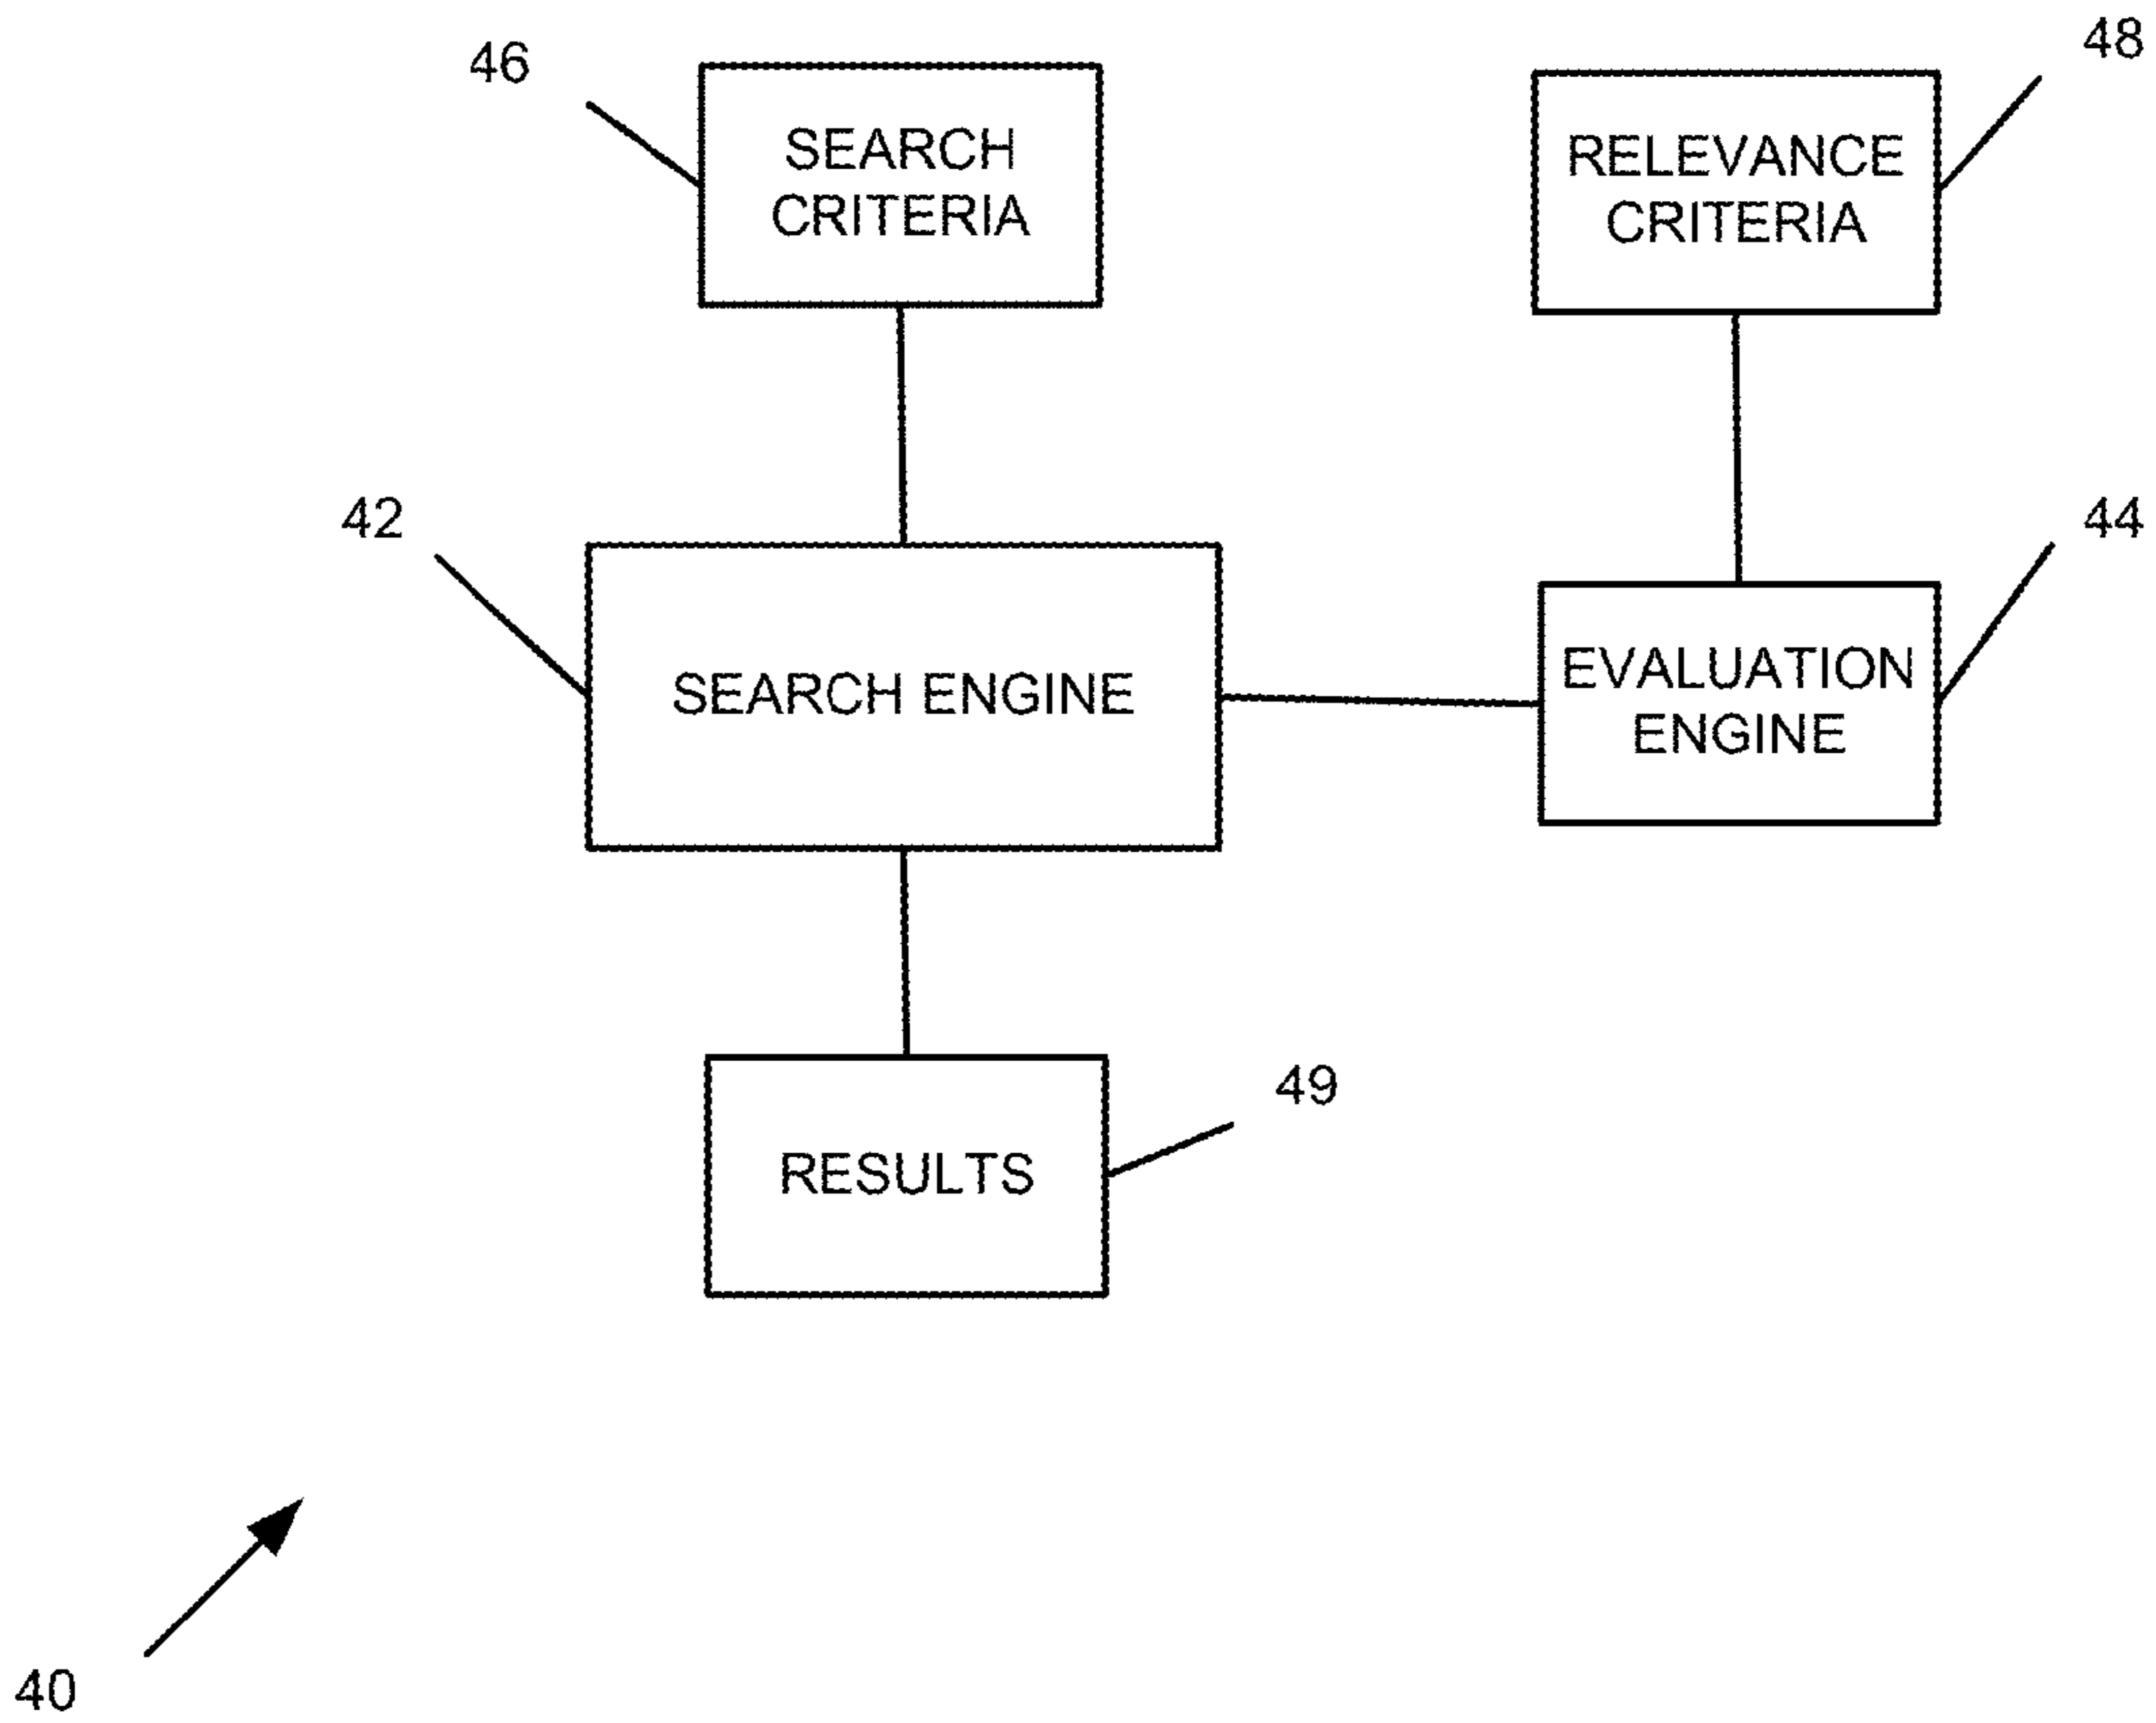 46
SEARCH
CRITERIA
48
RELEVANCE
CRITERIA
42
SEARCH ENGINE
44
EVALUATION
ENGINE
49
RESULTS
40